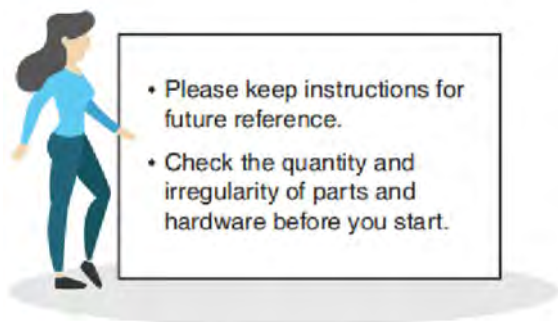 • Please keep instructions for
future reference.
• Check the quantity and
irregularity of parts and
hardware before you start.